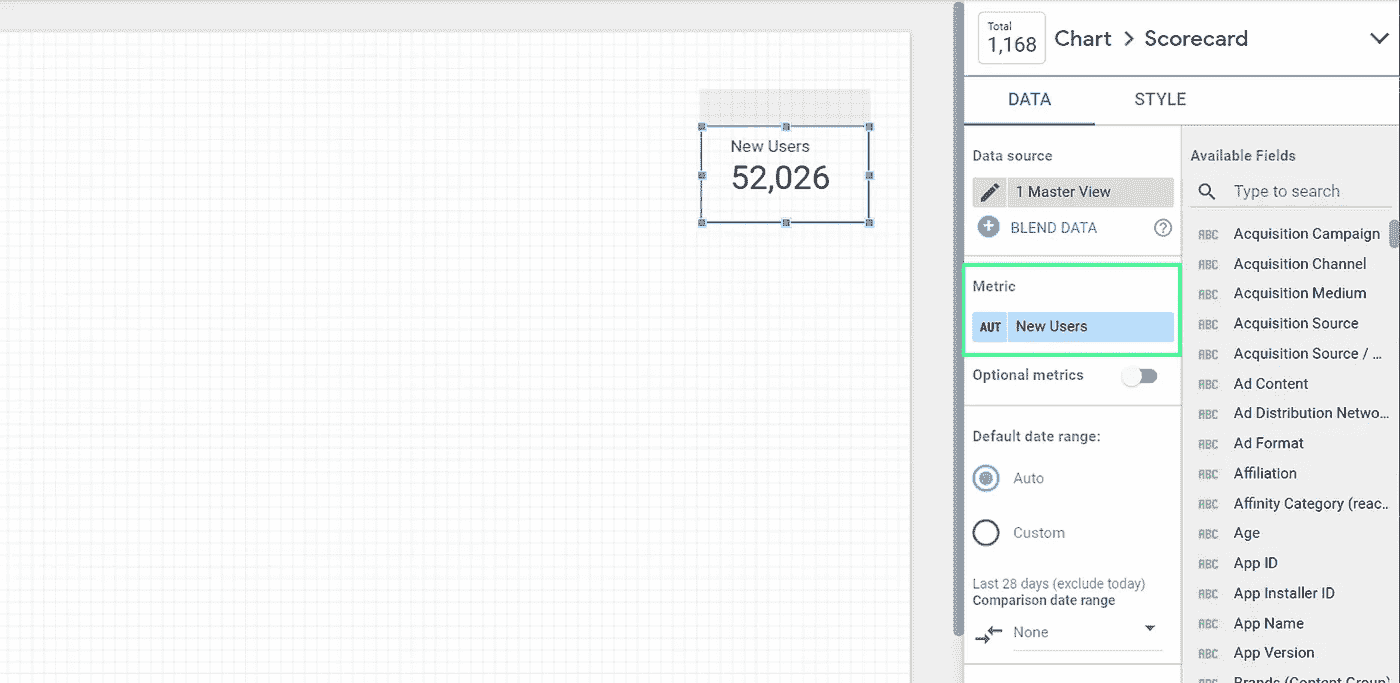 Total
1,168
Chart > Scorecard
DATA
STYLE
New Users
52,026
Data source
1 Master View
BLEND DATA
?
Metric
AUT New Users
Optional metrics
Default date range:
Auto
Custom
Last 28 days (exclude today)
Comparison date range
None
Available Fields
Type to search
ABC Acquisition Campaign
ABC Acquisition Channel
ABC Acquisition Medium
ABC Acquisition Source
ABC Acquisition Source / ...
ABC Ad Content
ABC Ad Distribution Netwo...
ABC Ad Format
ABC Affiliation
ABC Affinity Category (reac..
ABC Age
ABC App ID
ABC App Installer ID
ABC App Name
ABC App Version
ABC Brands (Content Group)